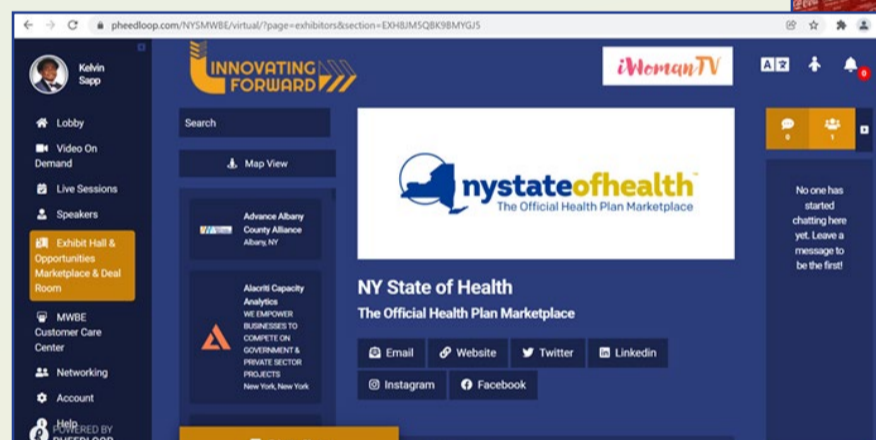 pheedloop.com/NYSMWBE/virtual/?page=exhibitors&section=EXHBJMSQBK9BMYGJ5
Kelvin
Sapp
Lobby
Video On
Demand
Live Sessions
Speakers
Exhibit Hall &
Opportunities
Marketplace & Deal
Room
MWBE
Customer Care
Center
Networking
Account
Help
POWERED BY
INNOVATING
FORWARD
iWomanTV
0
Search
Map View
Advance Albany
County Alliance
Albany, NY
Alacriti Capacity
Analytics
WE EMPOWER
BUSINESSES TO
COMPETE ON
GOVERNMENT &
PRIVATE SECTOR
PROJECTS
New York, New York
nystateofhealth
The Official Health Plan Marketplace
NY State of Health
The Official Health Plan Marketplace
Email
Website
Twitter
Linkedin
Instagram
Facebook
0
1
No one has
started
chatting here
yet. Leave a
message to
be the first!